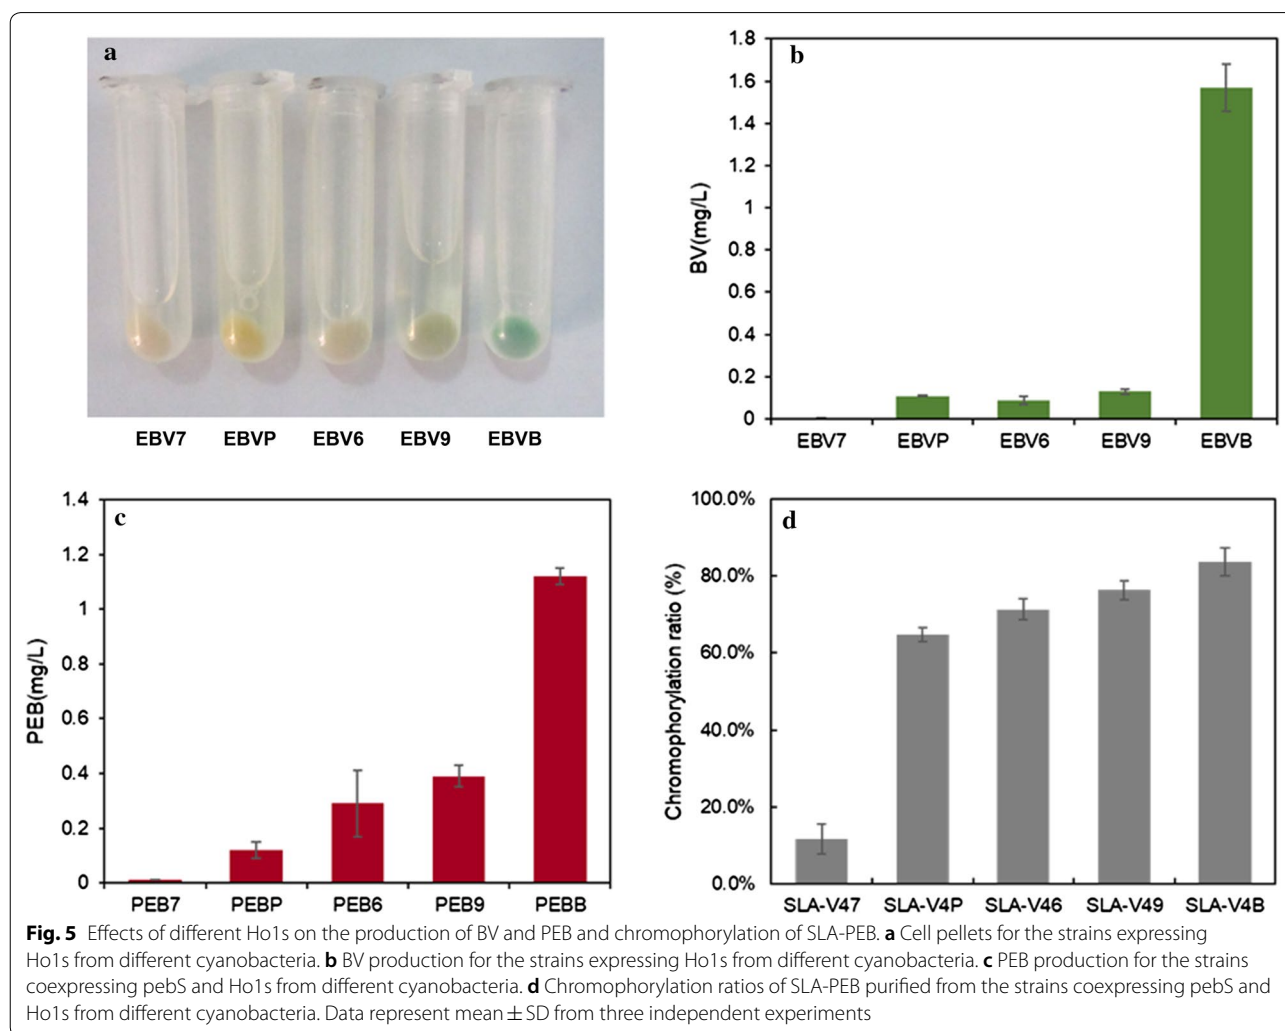 a
EBV7 EBVP EBV6 EBV9 EBVB
b
BV(mg/L)
1.8
1.6
1.4
1.2
1
0.8
0.6
0.4
0.2
0
EBV7 EBVP EBV6 EBV9 EBVB
c
PEB(mg/L)
1.4
1.2
1
0.8
0.6
0.4
0.2
0
PEB7 PEBP PEB6 PEB9 PEBB
d
Chromophorylation ratio (%)
100.0%
80.0%
60.0%
40.0%
20.0%
0.0%
SLA-V47 SLA-V4P SLA-V46 SLA-V49 SLA-V4B
Fig. 5 Effects of different Ho1s on the production of BV and PEB and chromophorylation of SLA-PEB. a Cell pellets for the strains expressing
Ho1s from different cyanobacteria. b BV production for the strains expressing Ho1s from different cyanobacteria. c PEB production for the strains
coexpressing pebS and Ho1s from different cyanobacteria. d Chromophorylation ratios of SLA-PEB purified from the strains coexpressing pebS and
Ho1s from different cyanobacteria. Data represent mean ± SD from three independent experiments